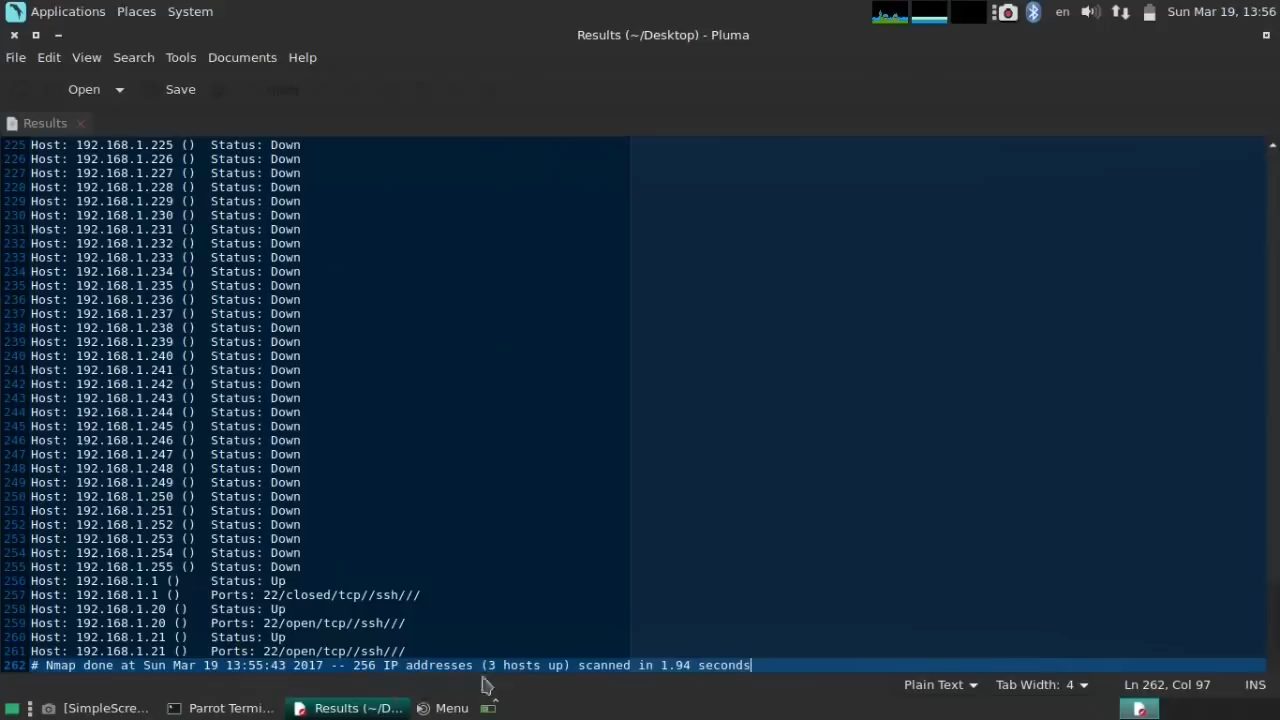 Applications Places System en Sun Mar 19, 13:56
Results (~/Desktop) - Pluma
File Edit View Search Tools Documents Help
Open Save
Results
225 Host: 192.168.1.225 () Status: Down
226 Host: 192.168.1.226 () Status: Down
227 Host: 192.168.1.227 () Status: Down
228 Host: 192.168.1.228 () Status: Down
229 Host: 192.168.1.229 () Status: Down
230 Host: 192.168.1.230 () Status: Down
231 Host: 192.168.1.231 () Status: Down
232 Host: 192.168.1.232 () Status: Down
233 Host: 192.168.1.233 () Status: Down
234 Host: 192.168.1.234 () Status: Down
235 Host: 192.168.1.235 () Status: Down
236 Host: 192.168.1.236 () Status: Down
237 Host: 192.168.1.237 () Status: Down
238 Host: 192.168.1.238 () Status: Down
239 Host: 192.168.1.239 () Status: Down
240 Host: 192.168.1.240 () Status: Down
241 Host: 192.168.1.241 () Status: Down
242 Host: 192.168.1.242 () Status: Down
243 Host: 192.168.1.243 () Status: Down
244 Host: 192.168.1.244 () Status: Down
245 Host: 192.168.1.245 () Status: Down
246 Host: 192.168.1.246 () Status: Down
247 Host: 192.168.1.247 () Status: Down
248 Host: 192.168.1.248 () Status: Down
249 Host: 192.168.1.249 () Status: Down
250 Host: 192.168.1.250 () Status: Down
251 Host: 192.168.1.251 () Status: Down
252 Host: 192.168.1.252 () Status: Down
253 Host: 192.168.1.253 () Status: Down
254 Host: 192.168.1.254 () Status: Down
255 Host: 192.168.1.255 () Status: Down
256 Host: 192.168.1.1 () Status: Up
257 Host: 192.168.1.1 () Ports: 22/closed/tcp//ssh///
258 Host: 192.168.1.20 () Status: Up
259 Host: 192.168.1.20 () Ports: 22/open/tcp//ssh///
260 Host: 192.168.1.21 () Status: Up
261 Host: 192.168.1.21 () Ports: 22/open/tcp//ssh///
262 # Nmap done at Sun Mar 19 13:55:43 2017 -- 256 IP addresses (3 hosts up) scanned in 1.94 seconds
Plain Text Tab Width: 4 Ln 262, Col 97 INS
[SimpleScre... Parrot Termi... Results (~/D... Menu